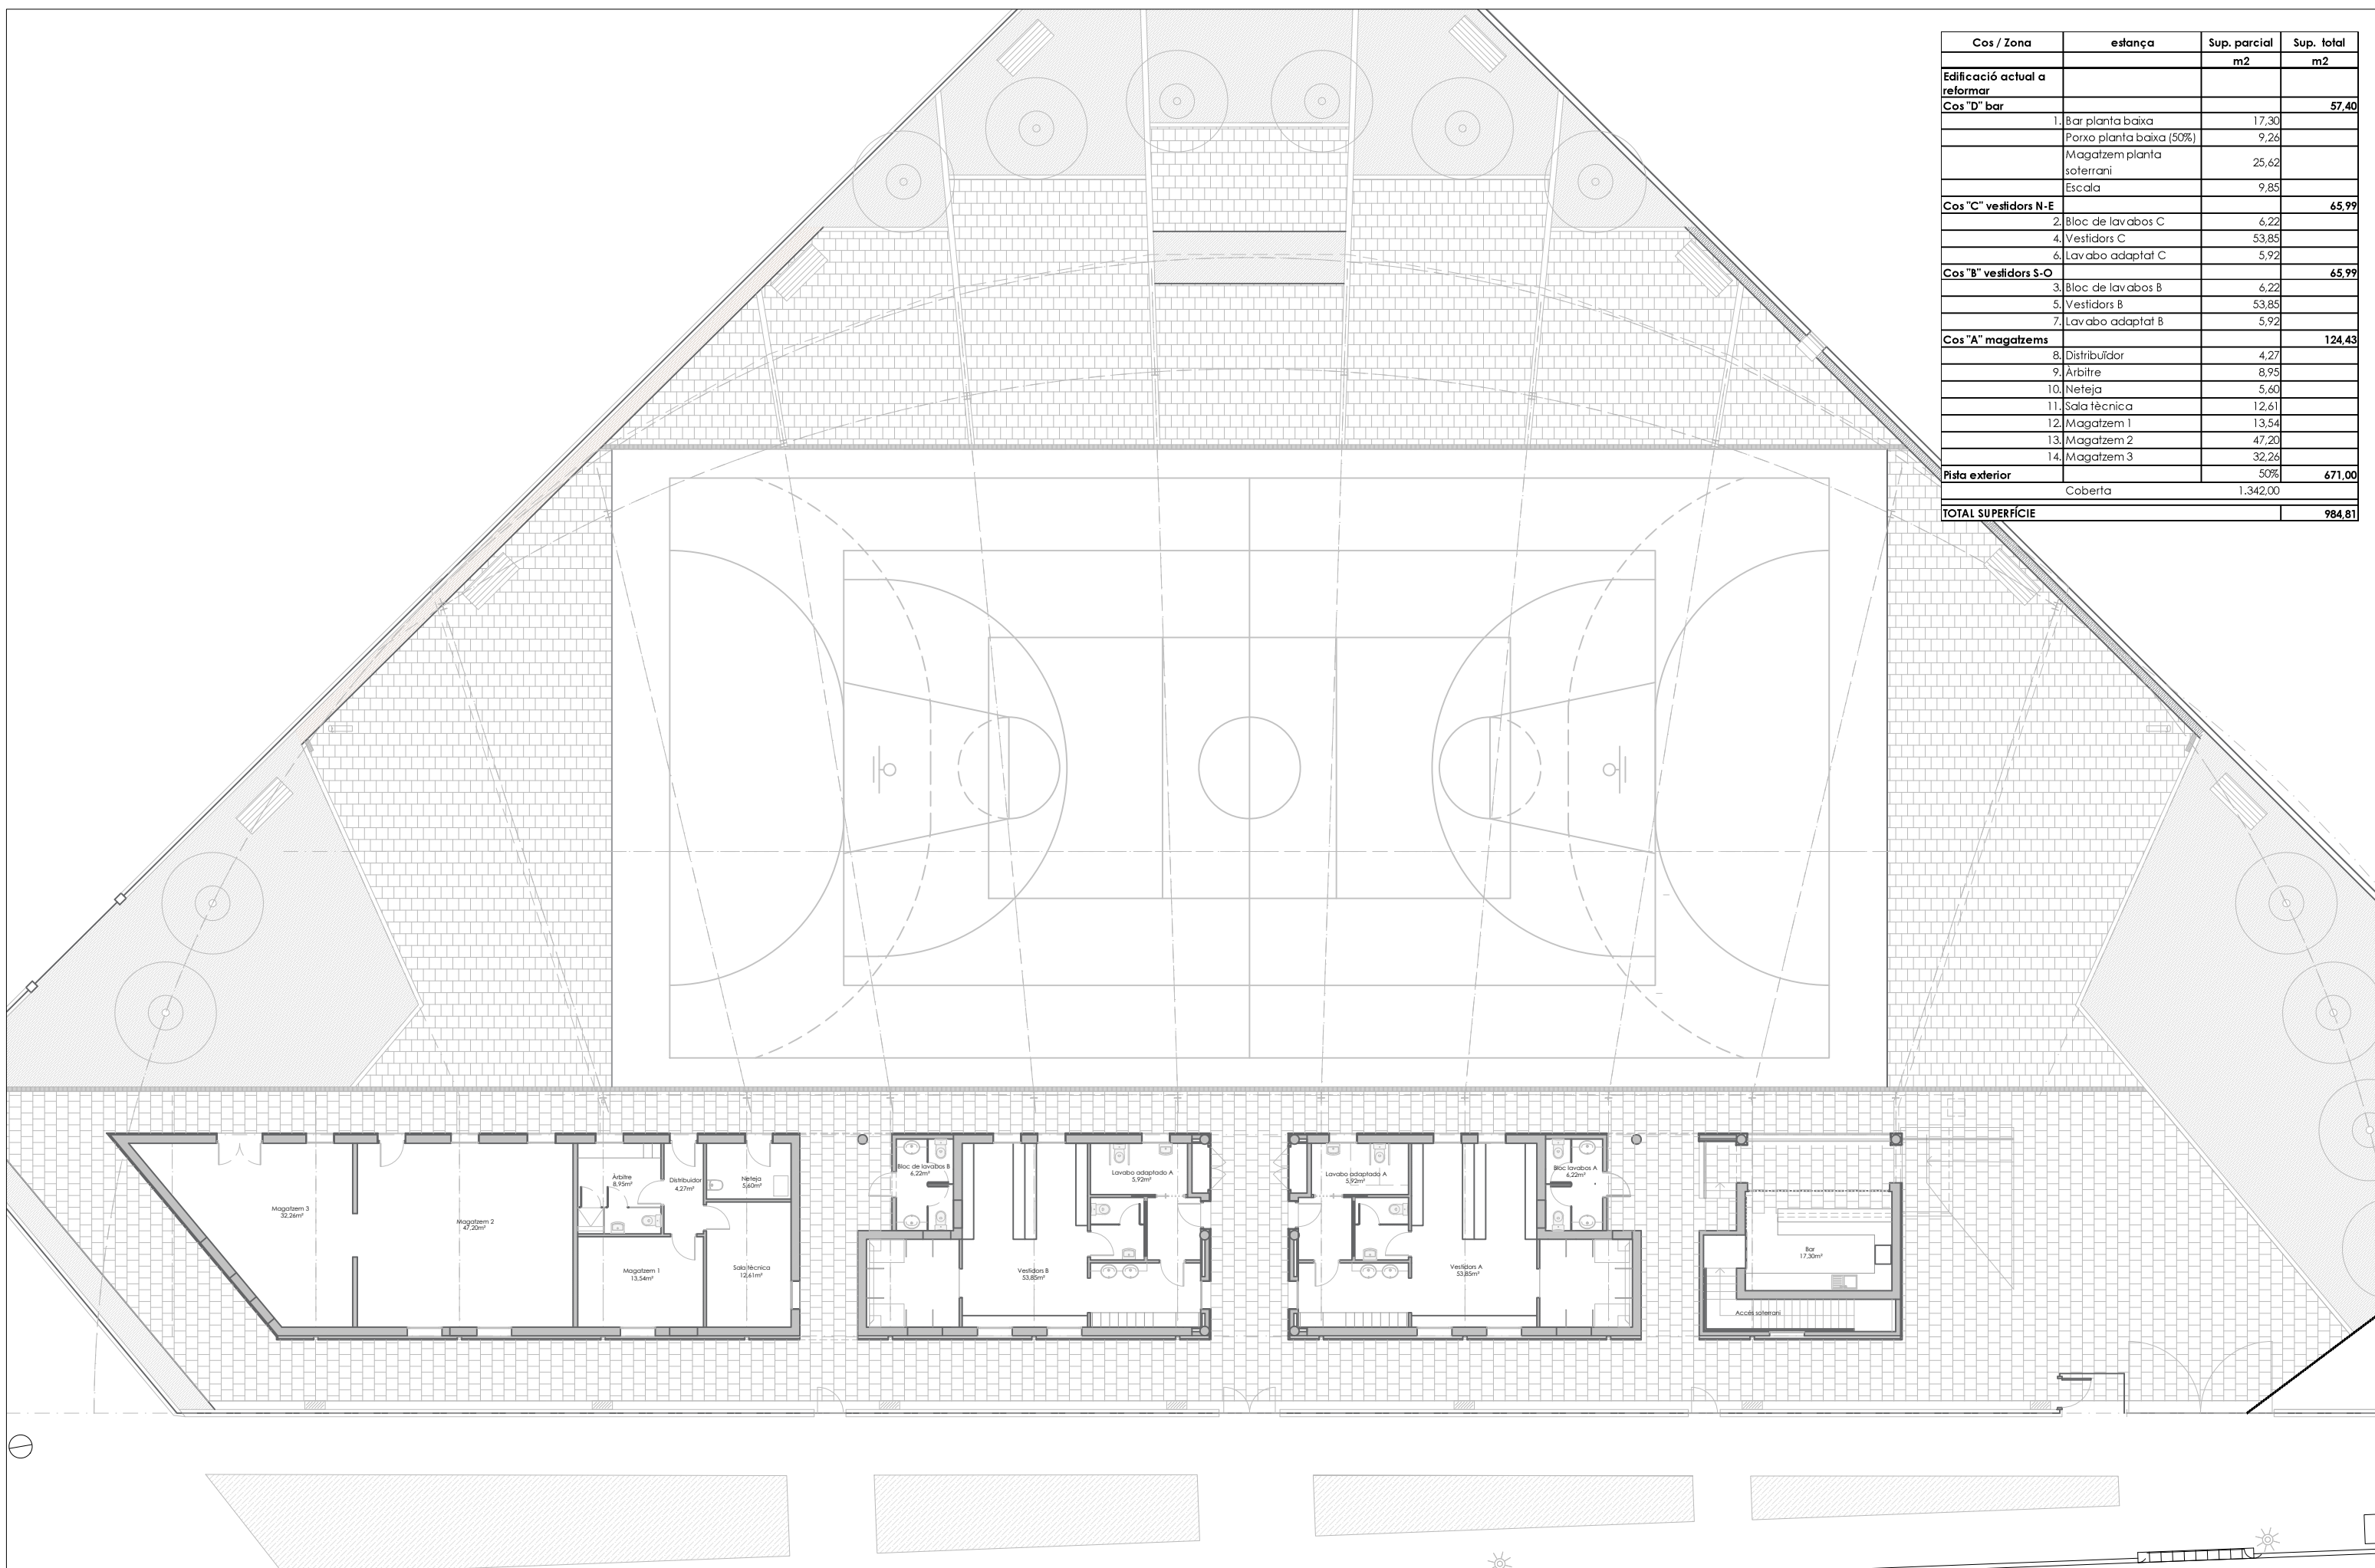 Cos / Zona estança Sup. parcial Sup. total
m2 m2
Edificació actual a
reformar
Cos "D" bar 57,40
1. Bar planta baixa 17,30
Porxo planta baixa (50%) 9,26
Magatzem planta
soterrani 25,62
Escala 9,85
Cos "C" vestidors N-E 65,99
2. Bloc de lavabos C 6,22
4. Vestidors C 53,85
6. Lavabo adaptat C 5,92
Cos "B" vestidors S-O 65,99
3. Bloc de lavabos B 6,22
5. Vestidors B 53,85
7. Lavabo adaptat B 5,92
Cos "A" magatzems 124,43
8. Distribuïdor 4,27
9. Àrbitre 8,95
10. Neteja 5,60
11. Sala tècnica 12,61
12. Magatzem 1 13,54
13. Magatzem 2 47,20
14. Magatzem 3 32,26
Pista exterior 50% 671,00
Coberta 1.342,00
TOTAL SUPERFÍCIE 984,81
Magatzem 3
32,26m²
Magatzem 2
47,20m²
Àrbitre
8,95m²
Distribuidor
4,27m²
Neteja
5,60m²
Magatzem 1
13,54m²
Sala tècnica
12,61m²
Bloc de lavabos B
6,22m²
Lavabo adaptado A
5,92m²
Vestidors B
53,85m²
Lavabo adaptado A
5,92m²
Vestidors A
53,85m²
Bloc lavabos A
6,22m²
Bar
17,30m²
Accés soterrani